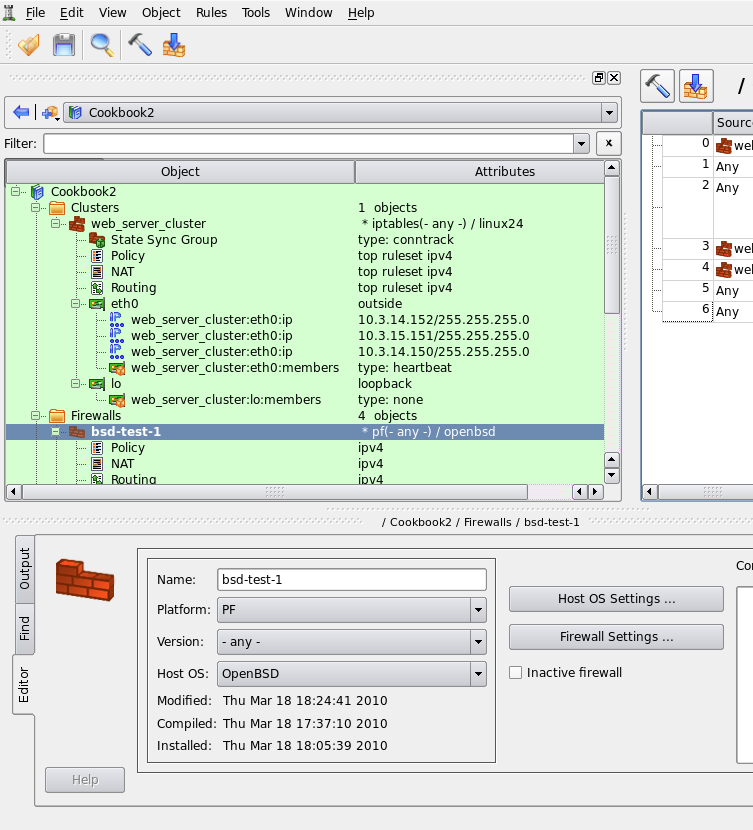 File Edit View Object Rules Tools Window Help
/
Cookbook2
Filter:
x
Object Attributes
Cookbook2
Clusters 1 objects
web_server_cluster * iptables(- any -) / linux24
State Sync Group type: conntrack
Policy top ruleset ipv4
NAT top ruleset ipv4
Routing top ruleset ipv4
eth0 outside
web_server_cluster:eth0:ip 10.3.14.152/255.255.255.0
web_server_cluster:eth0:ip 10.3.15.151/255.255.255.0
web_server_cluster:eth0:ip 10.3.14.150/255.255.255.0
web_server_cluster:eth0:members type: heartbeat
lo loopback
web_server_cluster:lo:members type: none
Firewalls 4 objects
bsd-test-1 * pf(- any -) / openbsd
Policy ipv4
NAT ipv4
Routing ipv4
Sourc
0 we
1 Any
2 Any
3 we
4 we
5 Any
6 Any
/ Cookbook2 / Firewalls / bsd-test-1
Output
Find
Editor
Name: bsd-test-1
Platform: PF
Version: - any -
Host OS: OpenBSD
Modified: Thu Mar 18 18:24:41 2010
Compiled: Thu Mar 18 17:37:10 2010
Installed: Thu Mar 18 18:05:39 2010
Host OS Settings ...
Firewall Settings ...
Inactive firewall
Co
Help